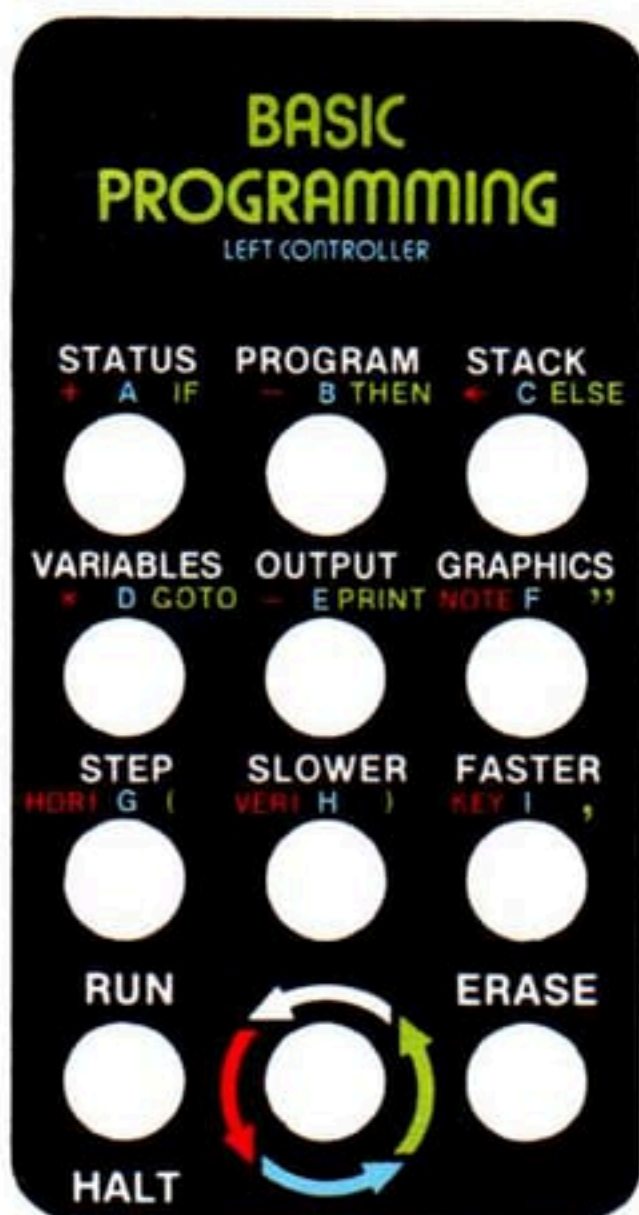 BASIC
PROGRAMMING
LEFT CONTROLLER
STATUS PROGRAM STACK
+ A IF - B THEN ← C ELSE
VARIABLES OUTPUT GRAPHICS
× D GOTO - E PRINT NOTE F ”
STEP SLOWER FASTER
HOR1 G ( VER1 H ) KEY I ,
RUN ERASE
HALT